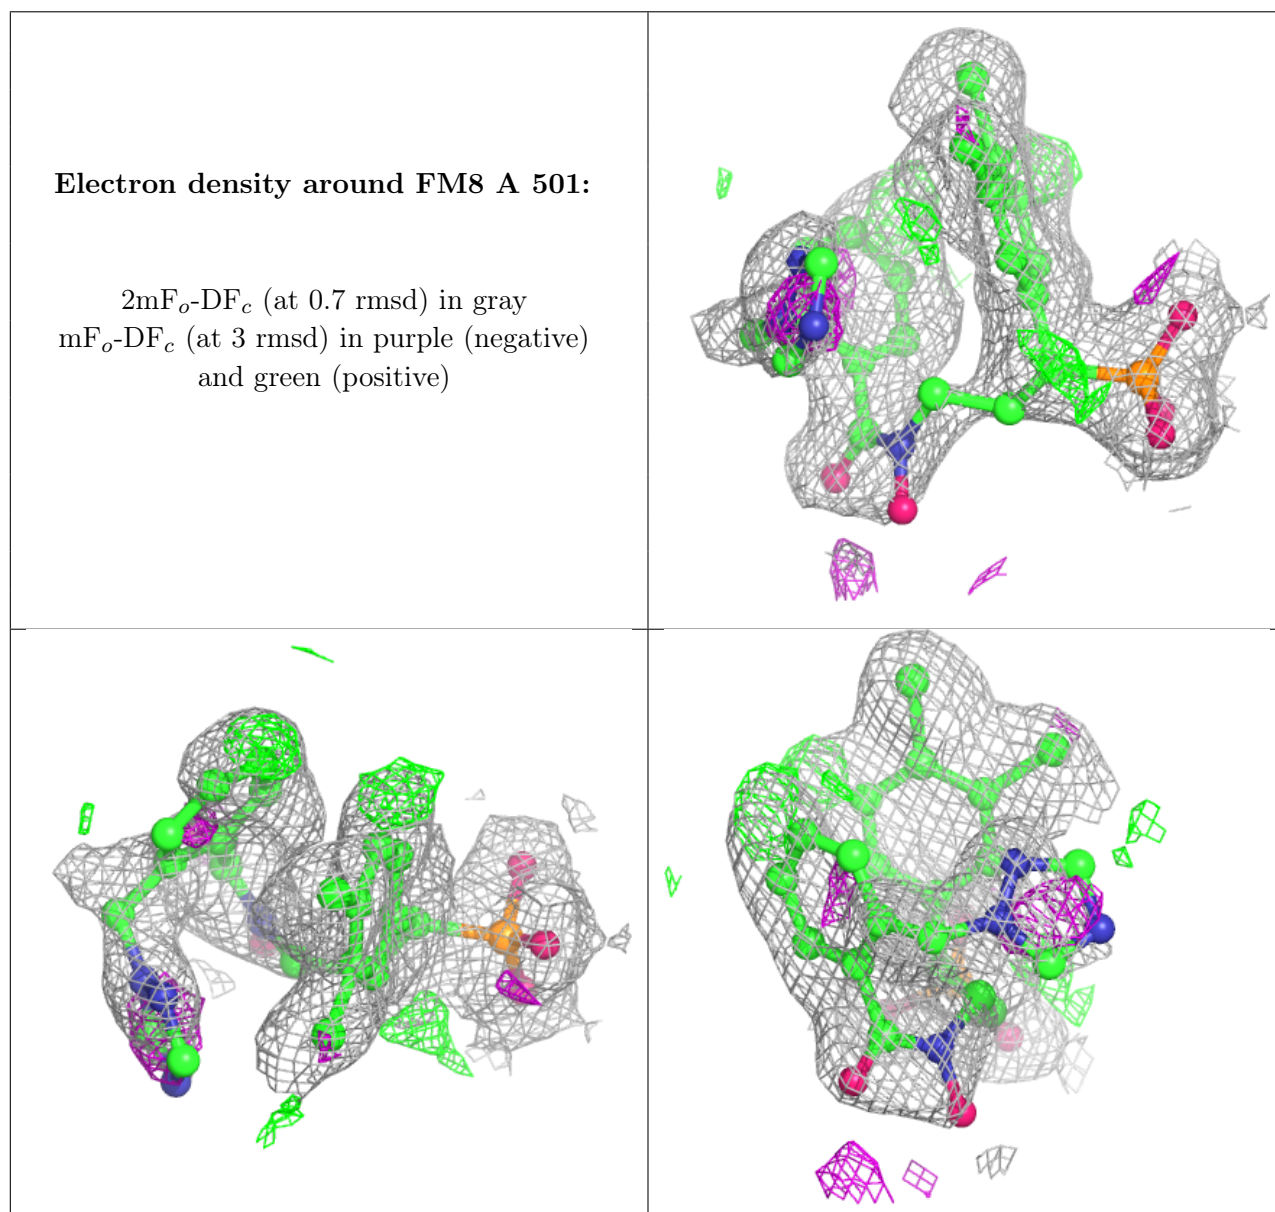 Electron density around FM8 A 501:
2mFo-DFc (at 0.7 rmsd) in gray
mFo-DFc (at 3 rmsd) in purple (negative)
and green (positive)